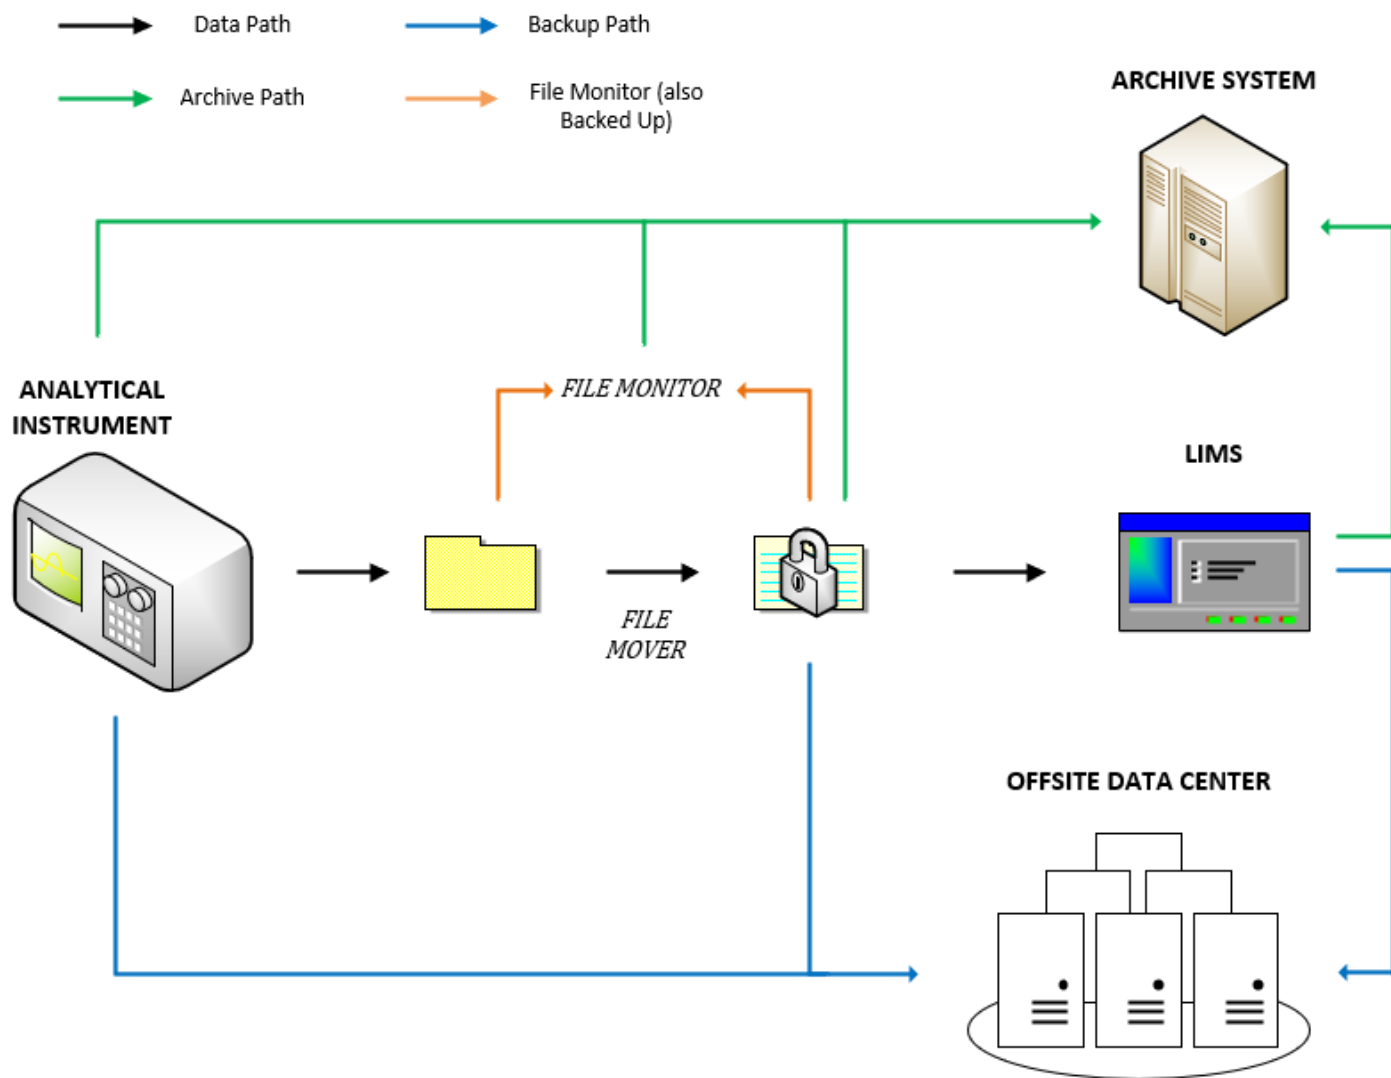 Data Path
Backup Path
Archive Path
File Monitor (also
Backed Up)
ARCHIVE SYSTEM
FILE MONITOR
ANALYTICAL
INSTRUMENT
LIMS
FILE
MOVER
OFFSITE DATA CENTER